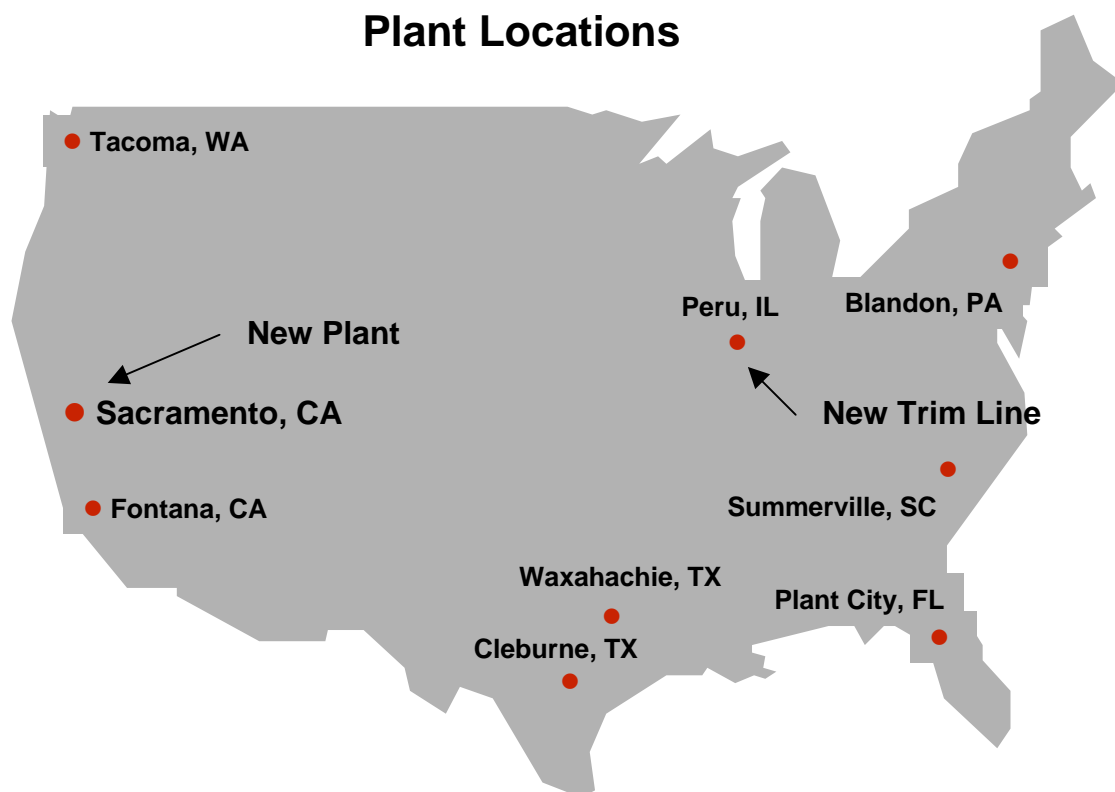 Plant Locations
Tacoma, WA
Blandon, PA
Peru, IL
New Plant
Sacramento, CA
New Trim Line
Fontana, CA
Summerville, SC
Waxahachie, TX
Plant City, FL
Cleburne, TX